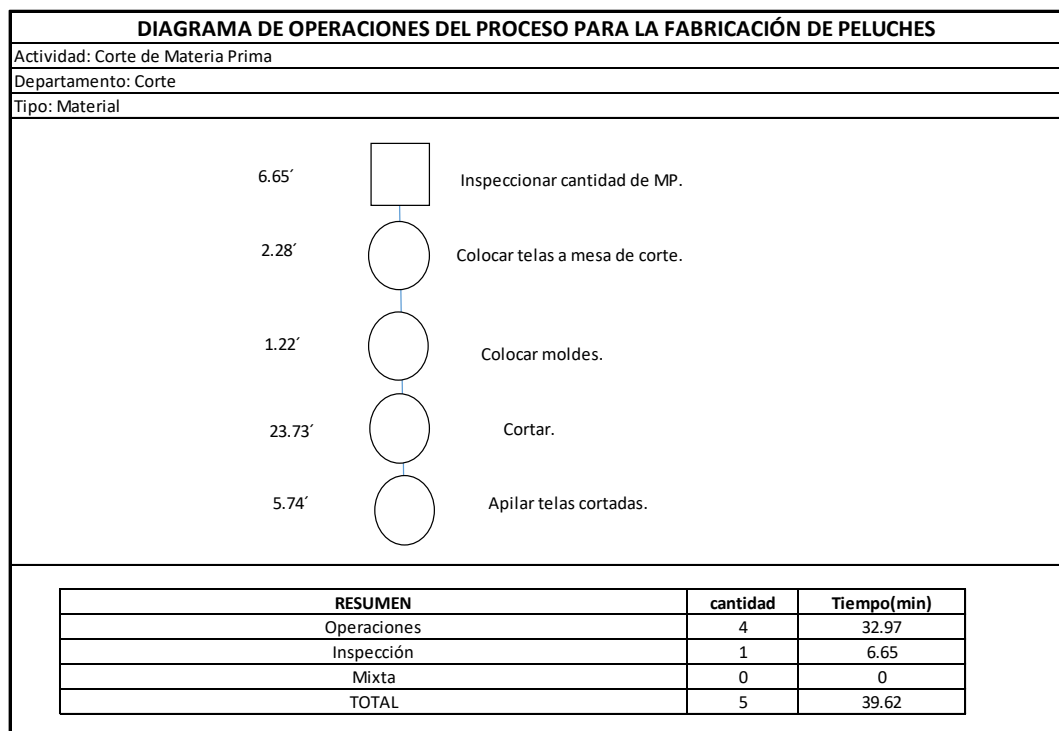 DIAGRAMA DE OPERACIONES DEL PROCESO PARA LA FABRICACIÓN DE PELUCHES
Actividad: Corte de Materia Prima
Departamento: Corte
Tipo: Material
6.65´ Inspeccionar cantidad de MP.
2.28´ Colocar telas a mesa de corte.
1.22´ Colocar moldes.
23.73´ Cortar.
5.74´ Apilar telas cortadas.
RESUMEN cantidad Tiempo(min)
Operaciones 4 32.97
Inspección 1 6.65
Mixta 0 0
TOTAL 5 39.62